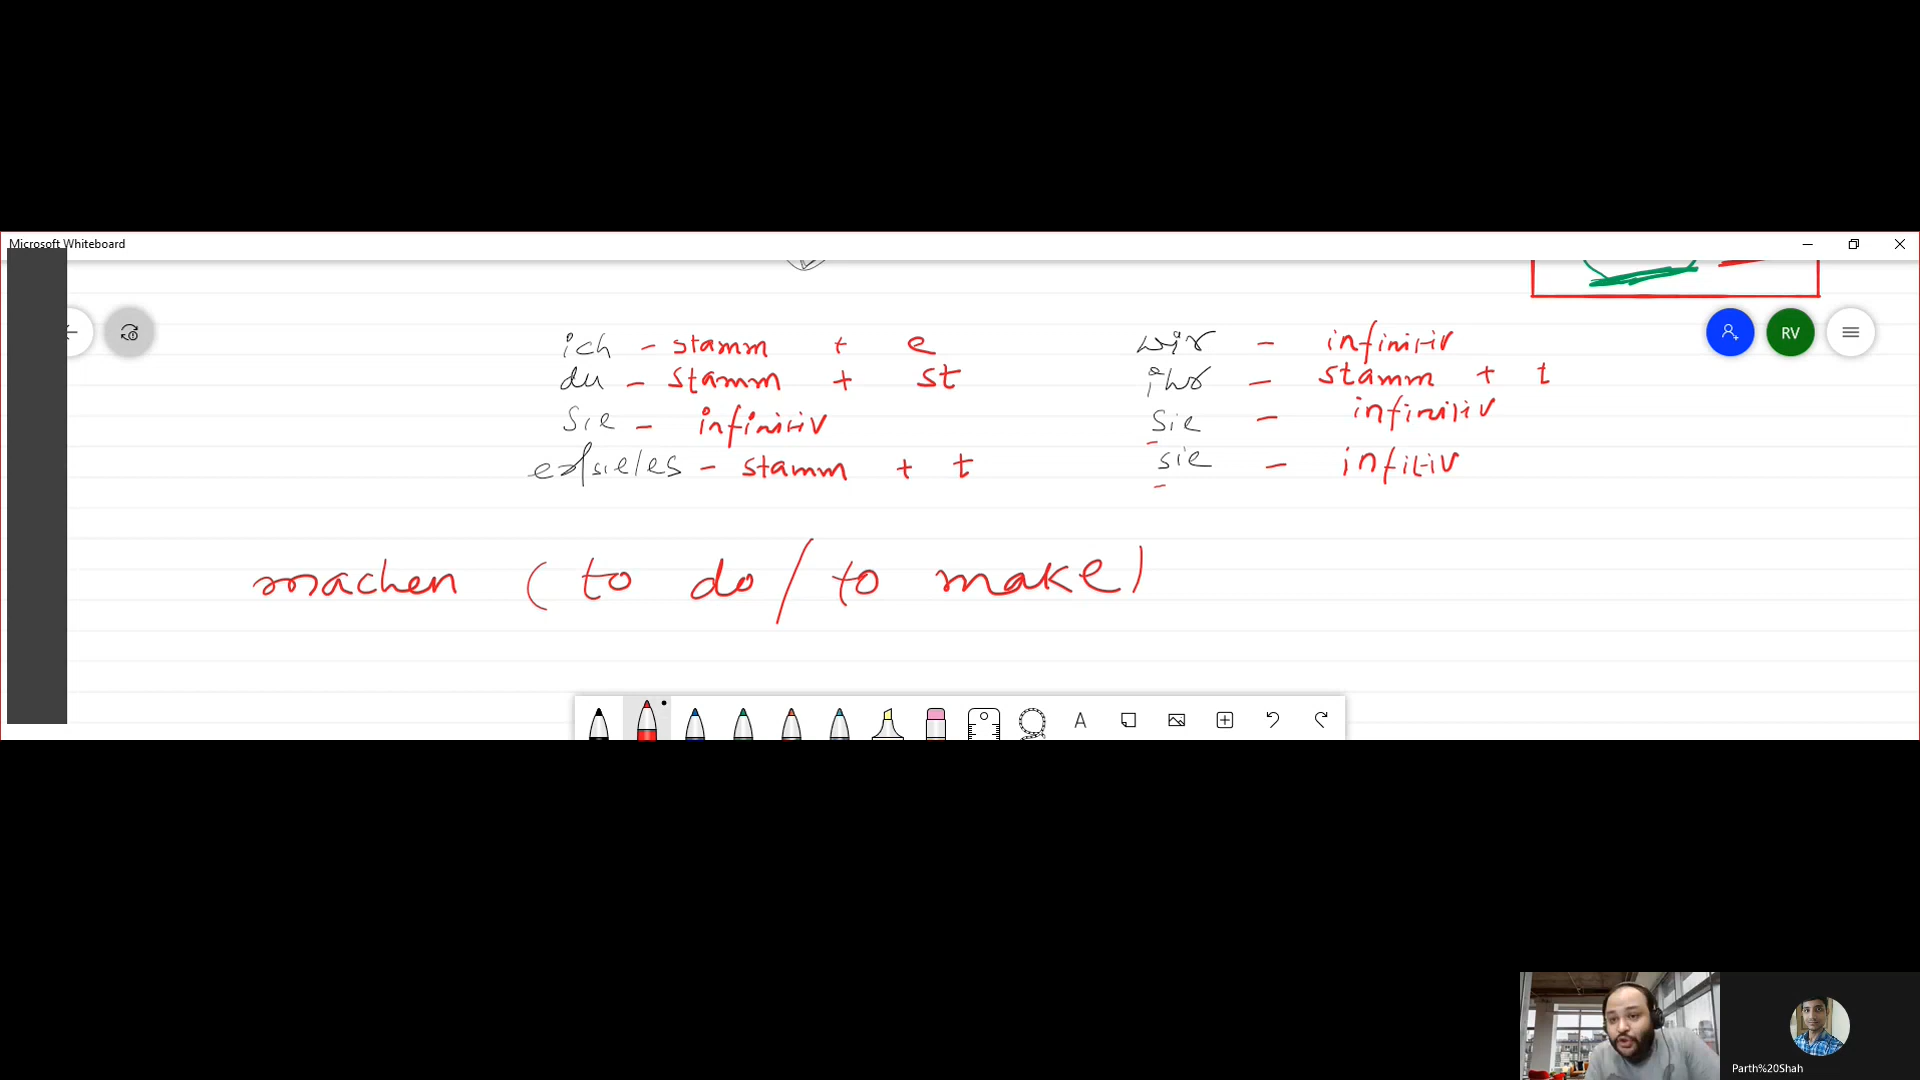 Microsoft Whiteboard
RV
ich - stamm + e
du - stamm + st
Sie - infinitiv
er/sie/es - stamm + t
wir - infinitiv
ihr - stamm + t
Sie - infinitiv
sie - infitiv
machen ( to do / to make )
A
Parth%20Shah